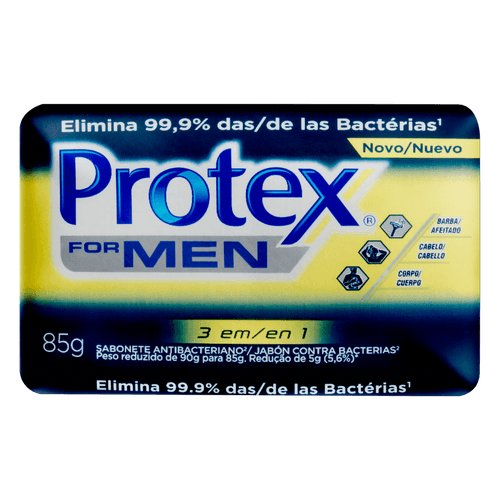 Elimina 99,9% das/de las Bactérias¹
Novo/Nuevo
Protex®
FOR MEN
BARBA/
AFEITADO
CABELO/
CABELLO
CORPO/
CUERPO
3 em/en 1
85g
SABONETE ANTIBACTERIANO²/ JABÓN CONTRA BACTERIAS²
Peso reduzido de 90g para 85g. Redução de 5g (5,6%)*
Elimina 99.9% das/de las Bactérias¹